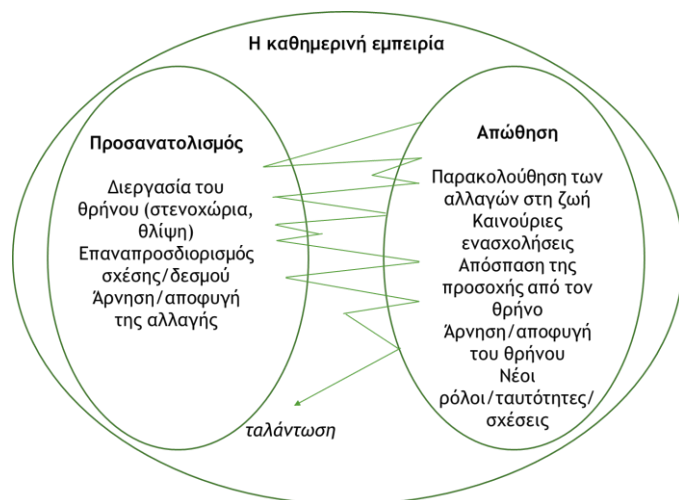 Η καθημερινή εμπειρία
Προσανατολισμός
Διεργασία του
θρήνου (στενοχώρια,
θλίψη)
Επαναπροσδιορισμός
σχέσης/δεσμού
Άρνηση/αποφυγή
της αλλαγής
Απώθηση
Παρακολούθηση των
αλλαγών στη ζωή
Καινούριες
ενασχολήσεις
Απόσπαση της
προσοχής από τον
θρήνο
Άρνηση/αποφυγή
του θρήνου
Νέοι
ρόλοι/ταυτότητες/
σχέσεις
ταλάντωση